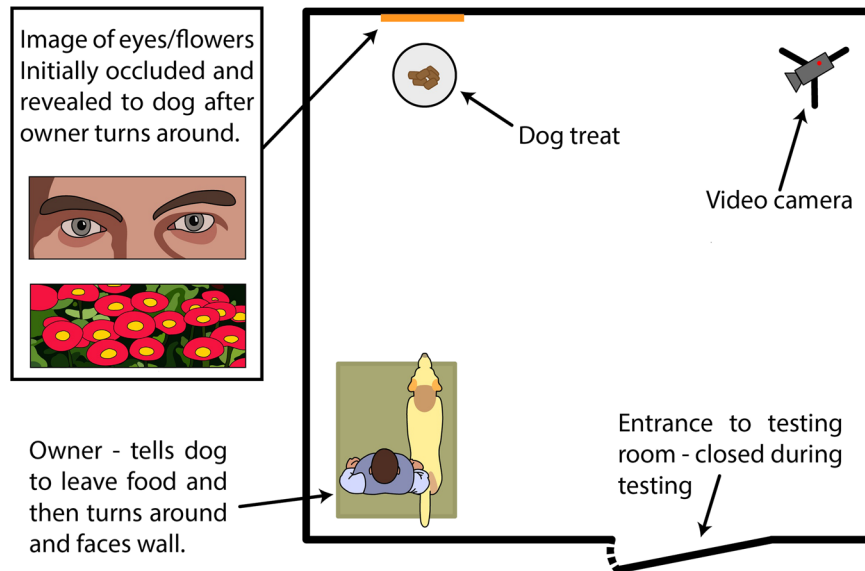 Image of eyes/flowers
Initially occluded and
revealed to dog after
owner turns around.
Dog treat
Video camera
Owner - tells dog
to leave food and
then turns around
and faces wall.
Entrance to testing
room - closed during
testing